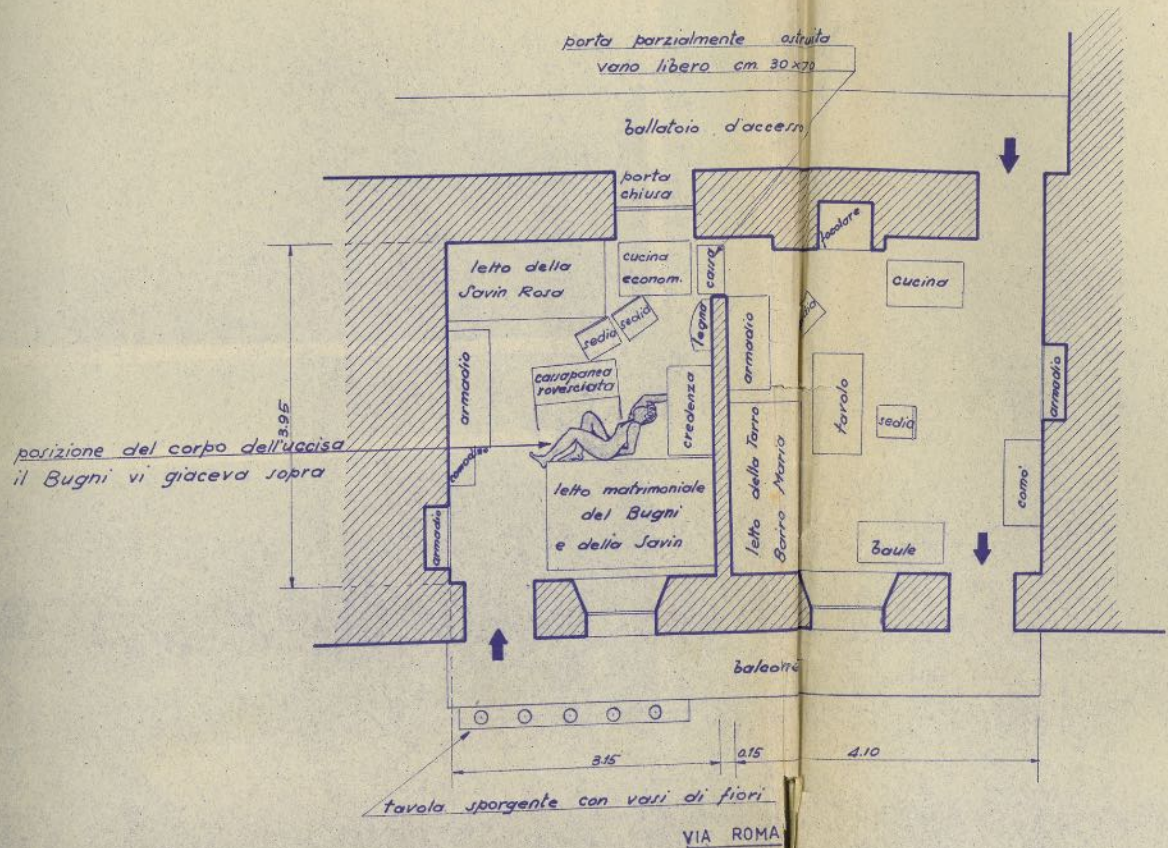 porta parzialmente ostruita
vano libero cm. 30×70
ballatoio d'accesso
porta
chiusa
focolare
letto della
Savin Rosa
cucina
econom.
cassa
cucina
sedia
sedia
legna
armadio
armadio
armadio
cassapanca
rovesciata
credenza
tavolo
sedia
3.95
posizione del corpo dell'uccisa
il Bugni vi giaceva sopra
comodino
armadio
letto matrimoniale
del Bugni
e della Savin
letto della Tarro
Boiro Maria
baule
comò
balcone
3.15
0.15
4.10
tavola sporgente con vasi di fiori
VIA ROMA